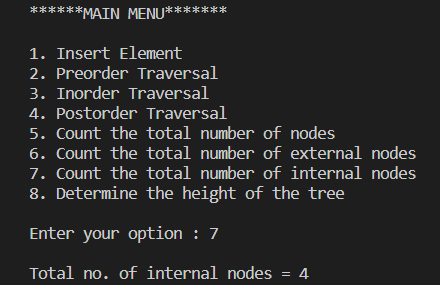 ******MAIN MENU*******
1. Insert Element
2. Preorder Traversal
3. Inorder Traversal
4. Postorder Traversal
5. Count the total number of nodes
6. Count the total number of external nodes
7. Count the total number of internal nodes
8. Determine the height of the tree
Enter your option : 7
Total no. of internal nodes = 4